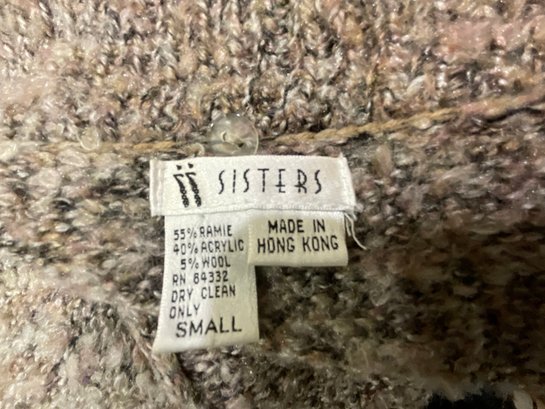 SISTERS
55% RAMIE
40% ACRYLIC
5% WOOL
RN 84332
DRY CLEAN
ONLY
SMALL
MADE IN
HONG KONG